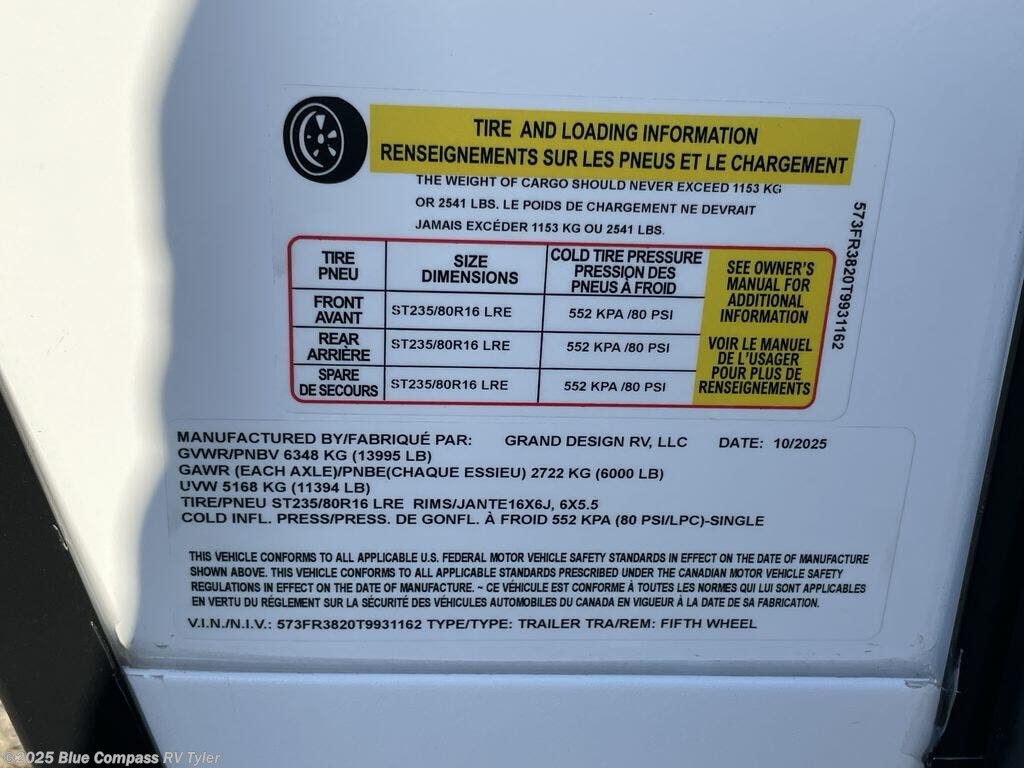 TIRE AND LOADING INFORMATION
RENSEIGNEMENTS SUR LES PNEUS ET LE CHARGEMENT
THE WEIGHT OF CARGO SHOULD NEVER EXCEED 1153 KG
OR 2541 LBS. LE POIDS DE CHARGEMENT NE DEVRAIT
JAMAIS EXCÉDER 1153 KG OU 2541 LBS.
TIRE
PNEU
SIZE
DIMENSIONS
COLD TIRE PRESSURE
PRESSION DES
PNEUS À FROID
FRONT
AVANT
ST235/80R16 LRE
552 KPA /80 PSI
REAR
ARRIÈRE
ST235/80R16 LRE
552 KPA /80 PSI
SPARE
DE SECOURS
ST235/80R16 LRE
552 KPA /80 PSI
SEE OWNER'S
MANUAL FOR
ADDITIONAL
INFORMATION
VOIR LE MANUEL
DE L'USAGER
POUR PLUS DE
RENSEIGNEMENTS
573FR3820T9931162
MANUFACTURED BY/FABRIQUÉ PAR: GRAND DESIGN RV, LLC DATE: 10/2025
GVWR/PNBV 6348 KG (13995 LB)
GAWR (EACH AXLE)/PNBE(CHAQUE ESSIEU) 2722 KG (6000 LB)
UVW 5168 KG (11394 LB)
TIRE/PNEU ST235/80R16 LRE RIMS/JANTE16X6J, 6X5.5
COLD INFL. PRESS/PRESS. DE GONFL. À FROID 552 KPA (80 PSI/LPC)-SINGLE
THIS VEHICLE CONFORMS TO ALL APPLICABLE U.S. FEDERAL MOTOR VEHICLE SAFETY STANDARDS IN EFFECT ON THE DATE OF MANUFACTURE
SHOWN ABOVE. THIS VEHICLE CONFORMS TO ALL APPLICABLE STANDARDS PRESCRIBED UNDER THE CANADIAN MOTOR VEHICLE SAFETY
REGULATIONS IN EFFECT ON THE DATE OF MANUFACTURE. ~ CE VÉHICULE EST CONFORME À TOUTES LES NORMES QUI LUI SONT APPLICABLES
EN VERTU DU RÉGLEMENT SUR LA SÉCURITÉ DES VÉHICULES AUTOMOBILES DU CANADA EN VIGUEUR À LA DATE DE SA FABRICATION.
V.I.N./N.I.V.: 573FR3820T9931162 TYPE/TYPE: TRAILER TRA/REM: FIFTH WHEEL
©2025 Blue Compass RV Tyler